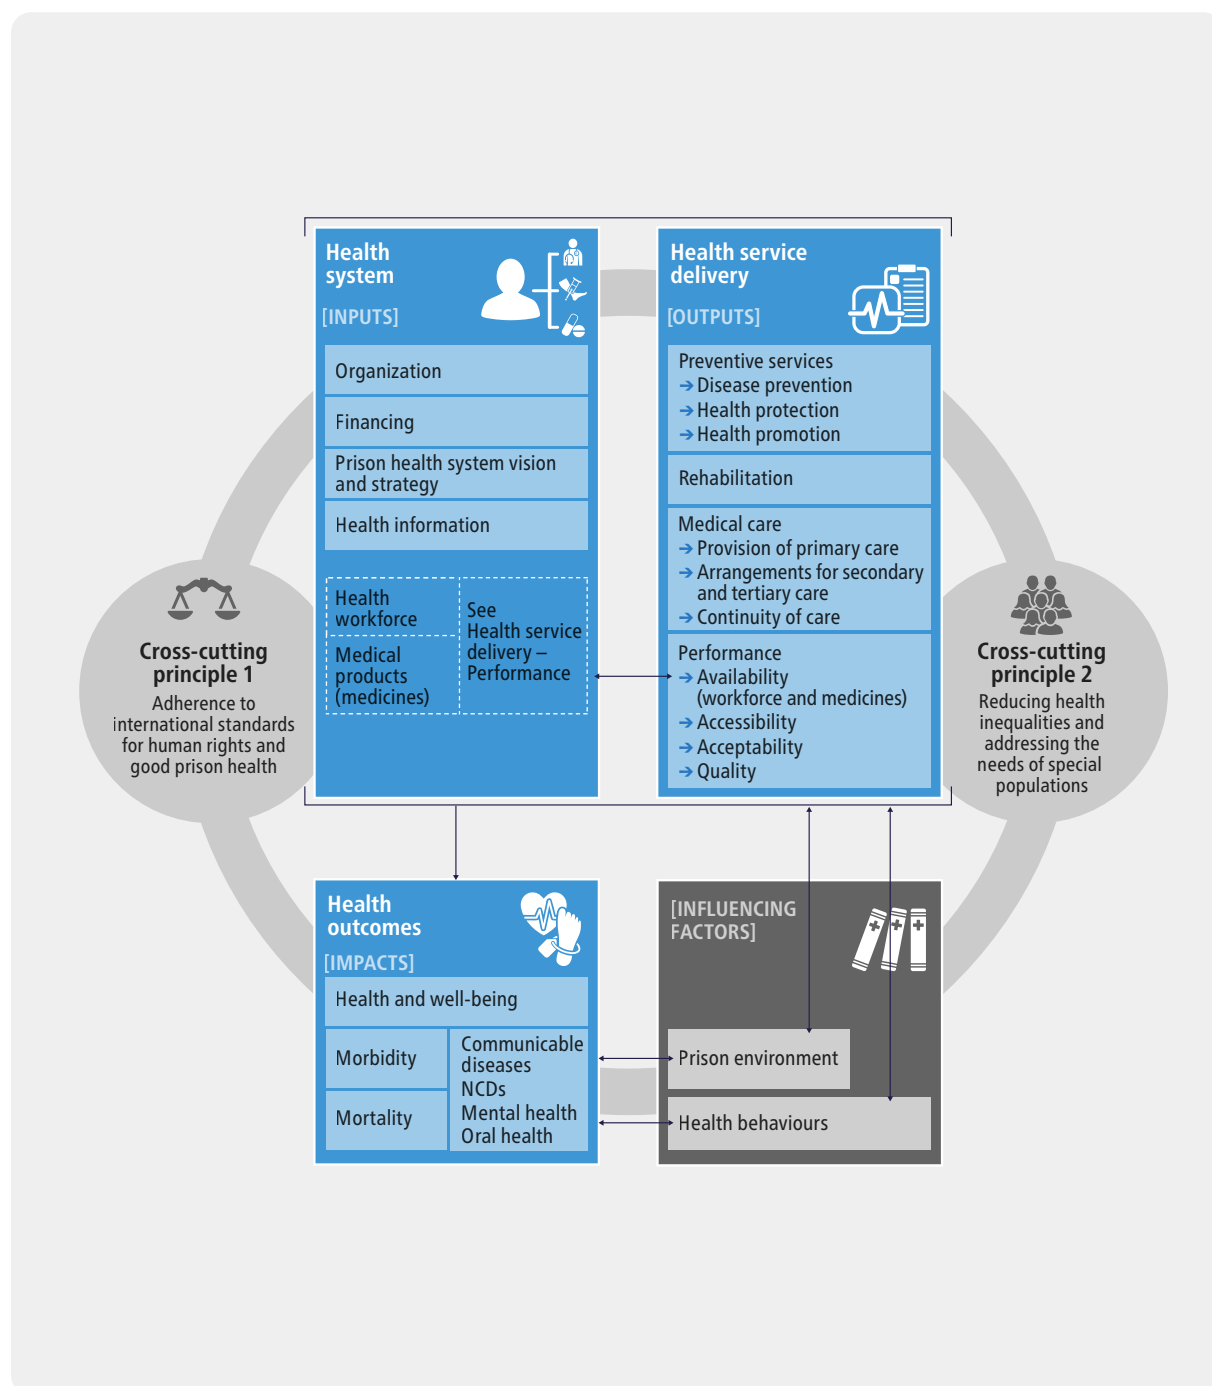 Health
system
[INPUTS]
Organization
Financing
Prison health system vision
and strategy
Health information
Health
workforce
Medical
products
(medicines)
See
Health service
delivery –
Performance
Health service
delivery
[OUTPUTS]
Preventive services
➔ Disease prevention
➔ Health protection
➔ Health promotion
Rehabilitation
Medical care
➔ Provision of primary care
➔ Arrangements for secondary
and tertiary care
➔ Continuity of care
Performance
➔ Availability
(workforce and medicines)
➔ Accessibility
➔ Acceptability
➔ Quality
Cross-cutting
principle 1
Adherence to
international standards
for human rights and
good prison health
Cross-cutting
principle 2
Reducing health
inequalities and
addressing the
needs of special
populations
Health
outcomes
[IMPACTS]
Health and well-being
Morbidity
Mortality
Communicable
diseases
NCDs
Mental health
Oral health
[INFLUENCING
FACTORS]
Prison environment
Health behaviours